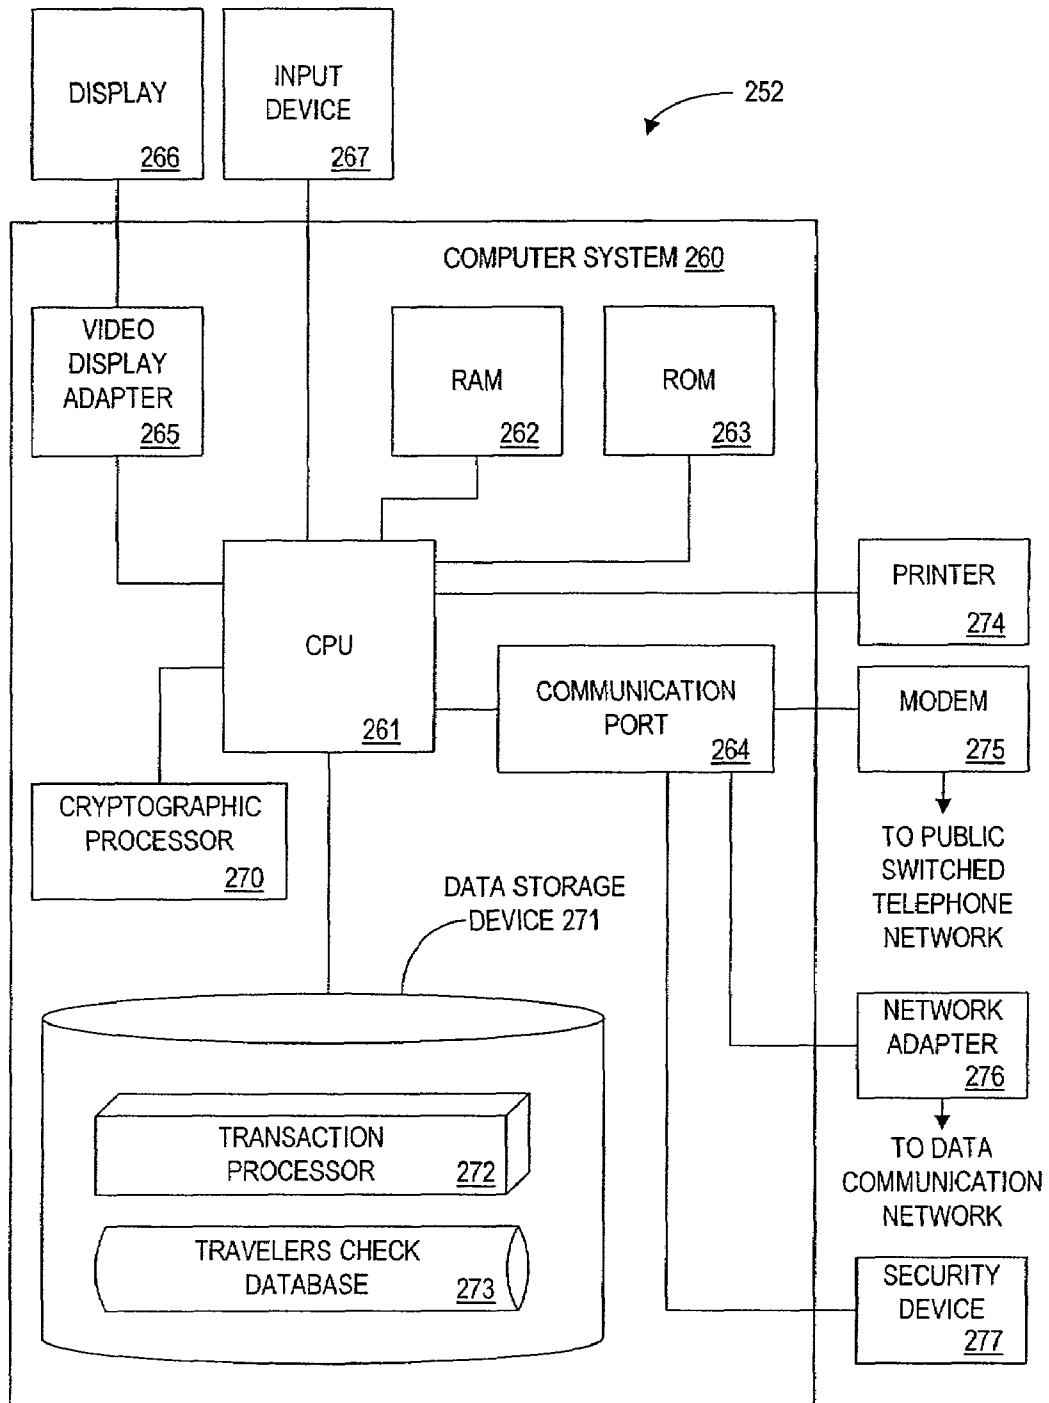 DISPLAY
266
INPUT
DEVICE
267
252
COMPUTER SYSTEM 260
VIDEO
DISPLAY
ADAPTER
265
RAM
262
ROM
263
CPU
261
PRINTER
274
COMMUNICATION
PORT
264
MODEM
275
TO PUBLIC
SWITCHED
TELEPHONE
NETWORK
CRYPTOGRAPHIC
PROCESSOR
270
DATA STORAGE
DEVICE 271
NETWORK
ADAPTER
276
TO DATA
COMMUNICATION
NETWORK
TRANSACTION
PROCESSOR
272
TRAVELERS CHECK
DATABASE
273
SECURITY
DEVICE
277